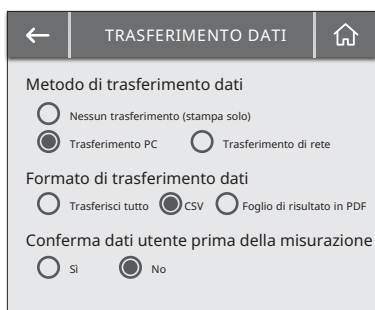 TRASFERIMENTO DATI
Metodo di trasferimento dati
Nessun trasferimento (stampa solo)
Trasferimento PC Trasferimento di rete
Formato di trasferimento dati
Trasferisci tutto CSV Foglio di risultato in PDF
Conferma dati utente prima della misurazione
Sì No